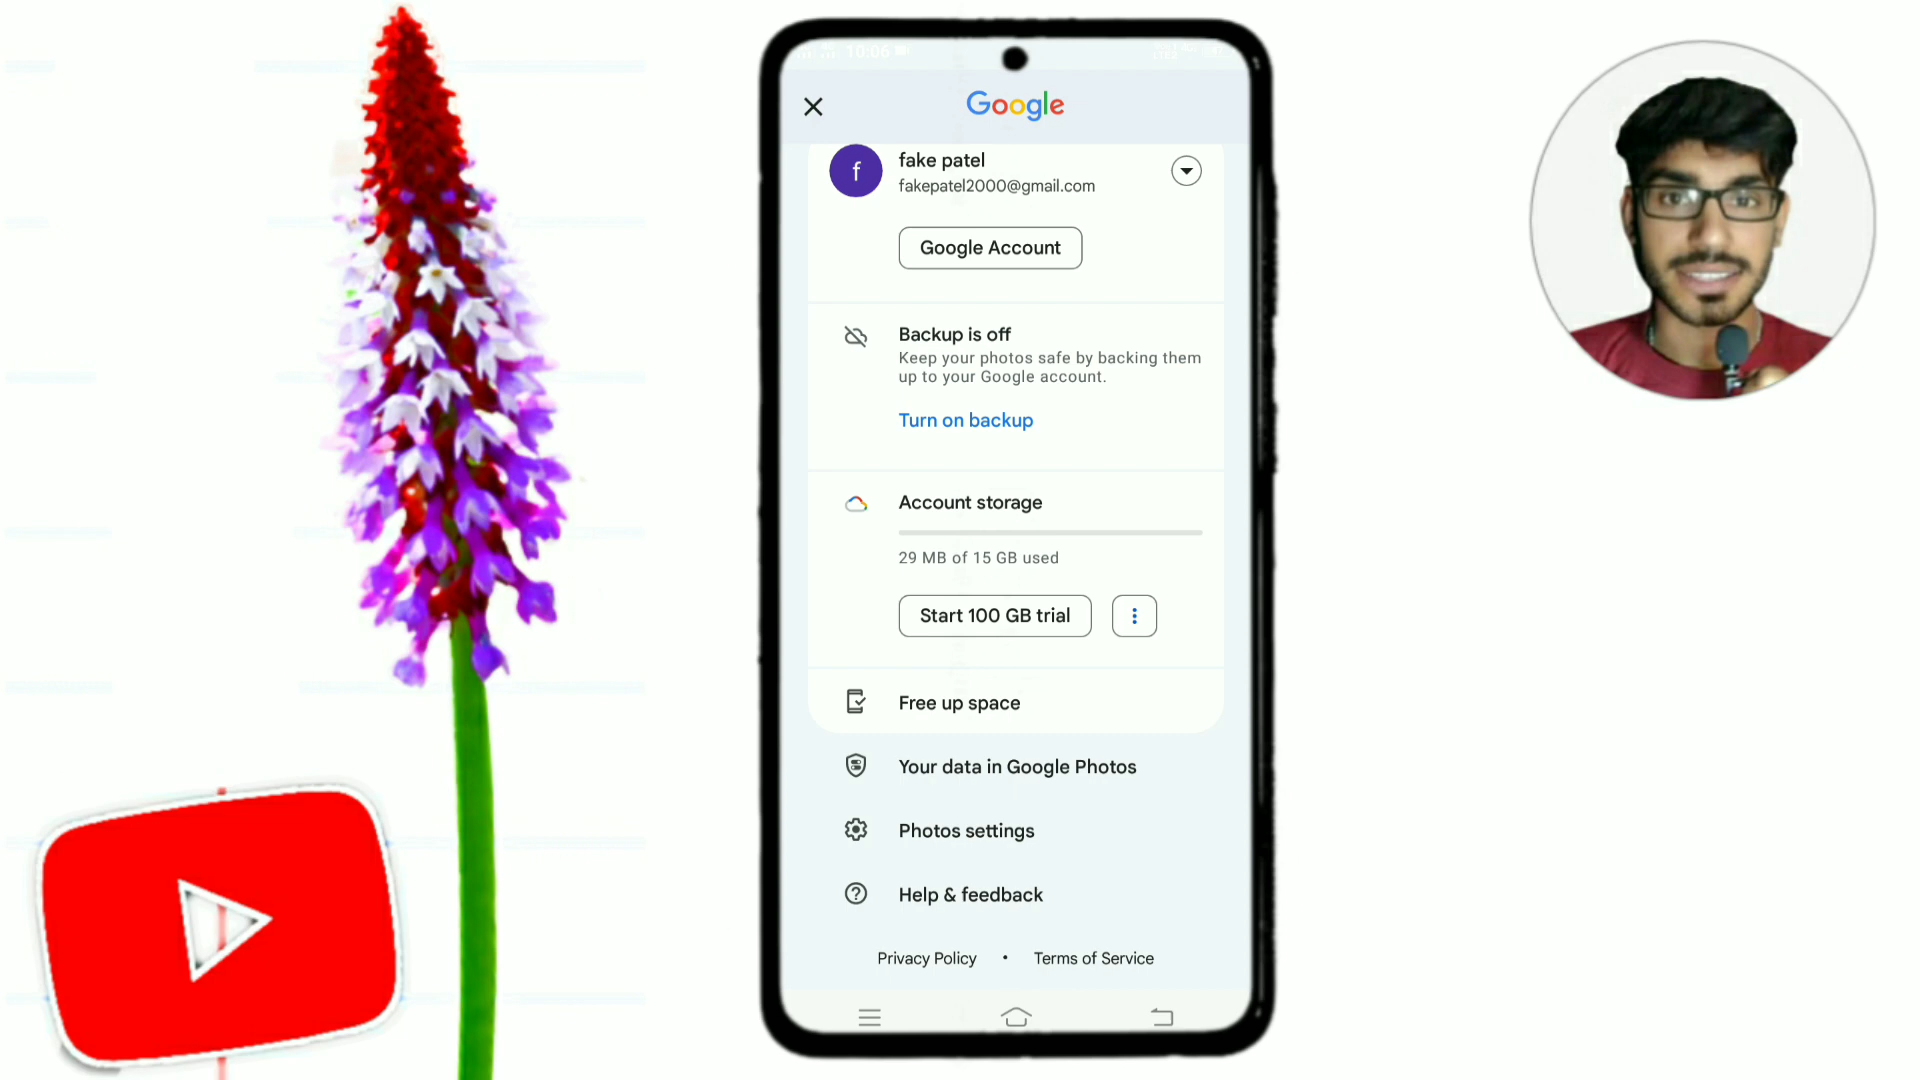 10:06
Google
f
fake patel
fakepatel2000@gmail.com
Google Account
Backup is off
Keep your photos safe by backing them
up to your Google account.
Turn on backup
Account storage
29 MB of 15 GB used
Start 100 GB trial
Free up space
Your data in Google Photos
Photos settings
Help & feedback
Privacy Policy • Terms of Service